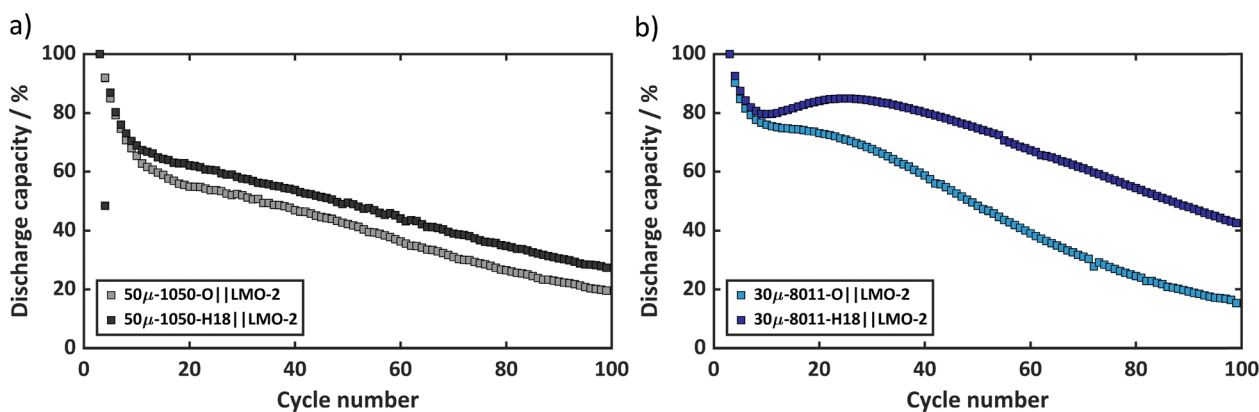 a)
100
80
60
40
20
0
Discharge capacity / %
50μ-1050-O||LMO-2
50μ-1050-H18||LMO-2
0
20
40
60
80
100
Cycle number
b)
100
80
60
40
20
0
Discharge capacity / %
30μ-8011-O||LMO-2
30μ-8011-H18||LMO-2
0
20
40
60
80
100
Cycle number